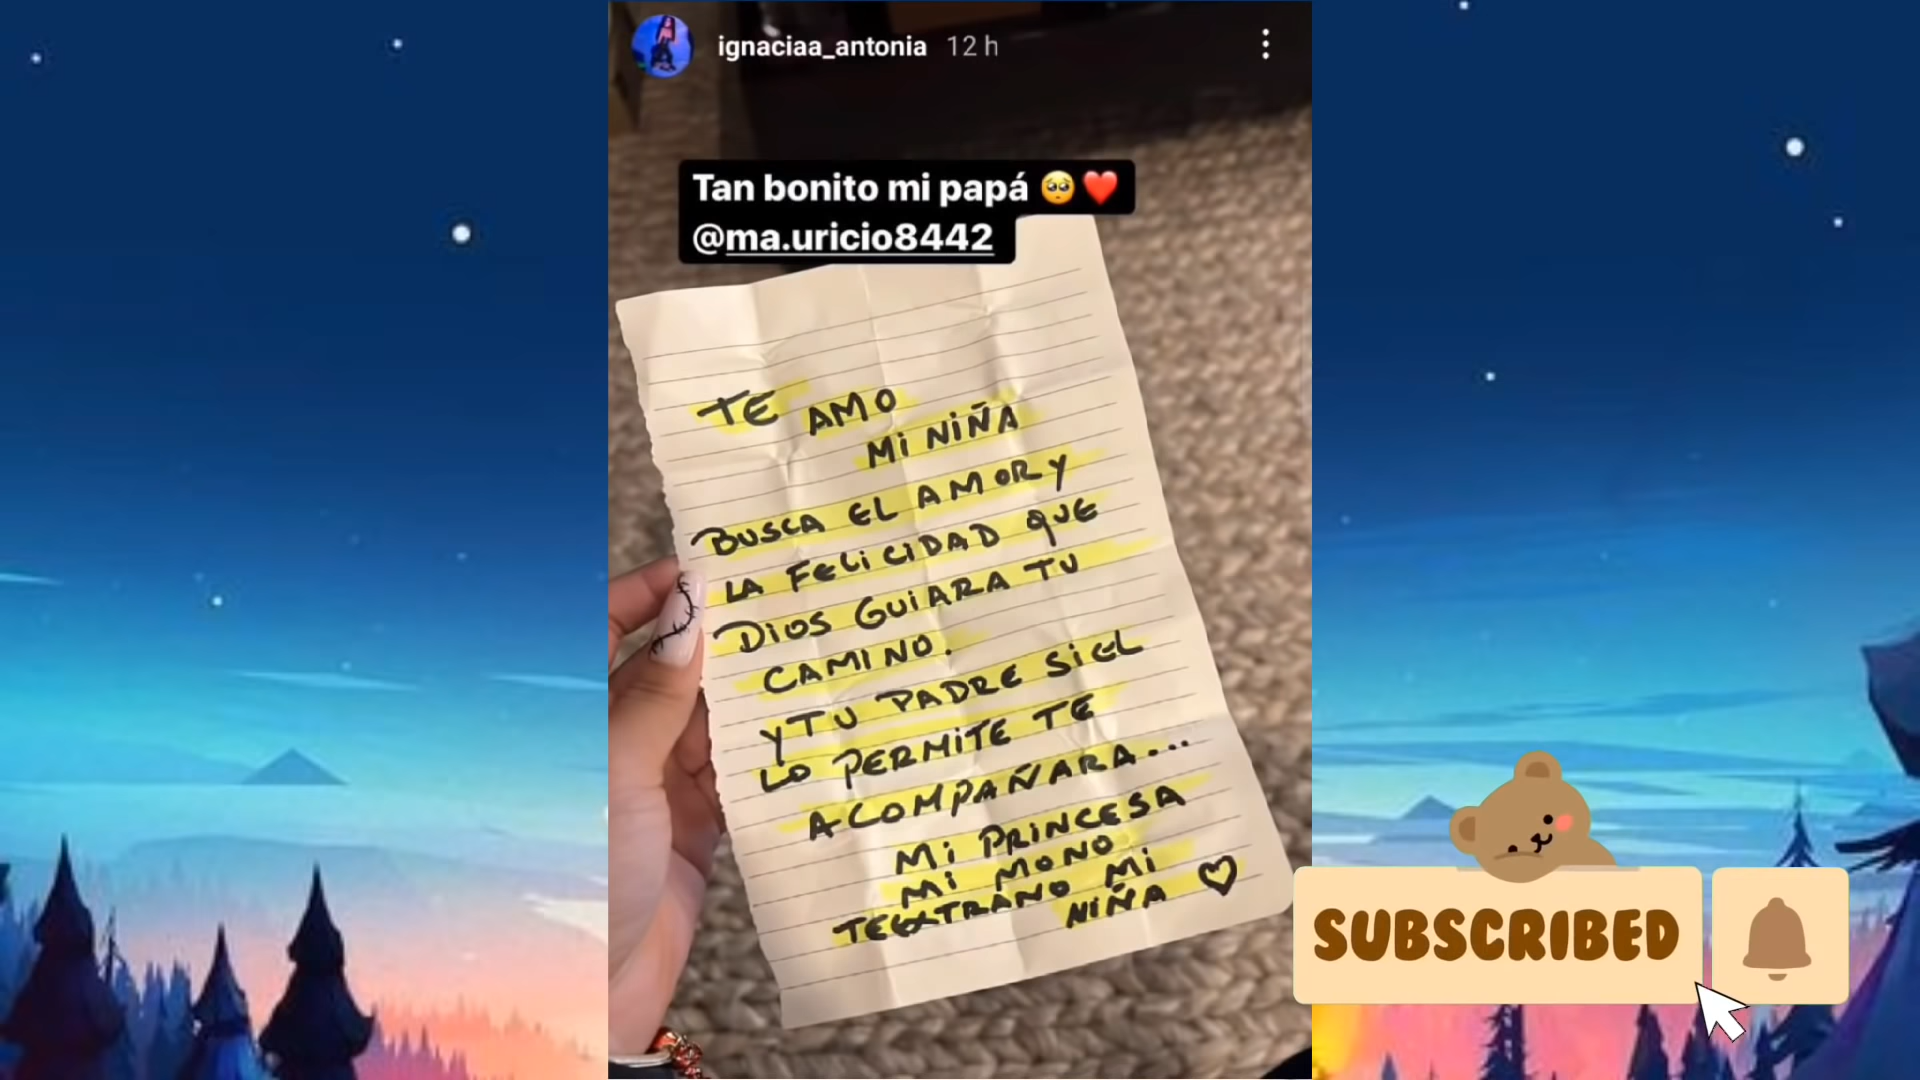 ignaciaa_antonia 12 h
Tan bonito mi papá 🥺❤️
@ma.uricio8442
TE AMO
Mi NiÑA
BUSCA EL AMOR Y
LA FELiCiDAD QUE
DiOS GUiARA TU
CAMINO.
Y TU PADRE Si EL
LO PERMiTE TE
ACOMPAÑARA...
Mi PRiNCESA
Mi MONO
TEEXTRAÑO Mi
NiÑA ♡
SUBSCRIBED